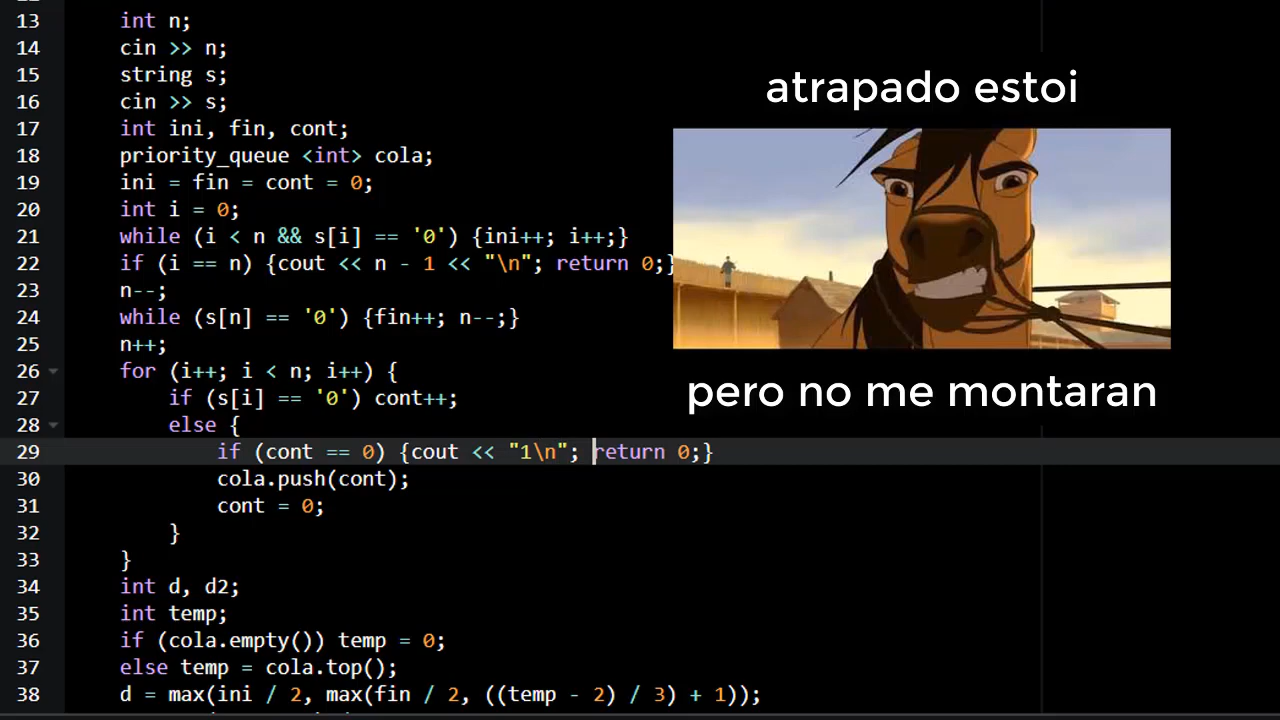 13 int n;
14 cin >> n;
15 string s;
16 cin >> s;
17 int ini, fin, cont;
18 priority_queue <int> cola;
19 ini = fin = cont = 0;
20 int i = 0;
21 while (i < n && s[i] == '0') {ini++; i++;}
22 if (i == n) {cout << n - 1 << "\n"; return 0;}
23 n--;
24 while (s[n] == '0') {fin++; n--;}
25 n++;
26 for (i++; i < n; i++) {
27 if (s[i] == '0') cont++;
28 else {
29 if (cont == 0) {cout << "1\n"; return 0;}
30 cola.push(cont);
31 cont = 0;
32 }
33 }
34 int d, d2;
35 int temp;
36 if (cola.empty()) temp = 0;
37 else temp = cola.top();
38 d = max(ini / 2, max(fin / 2, ((temp - 2) / 3) + 1));
atrapado estoi
pero no me montaran